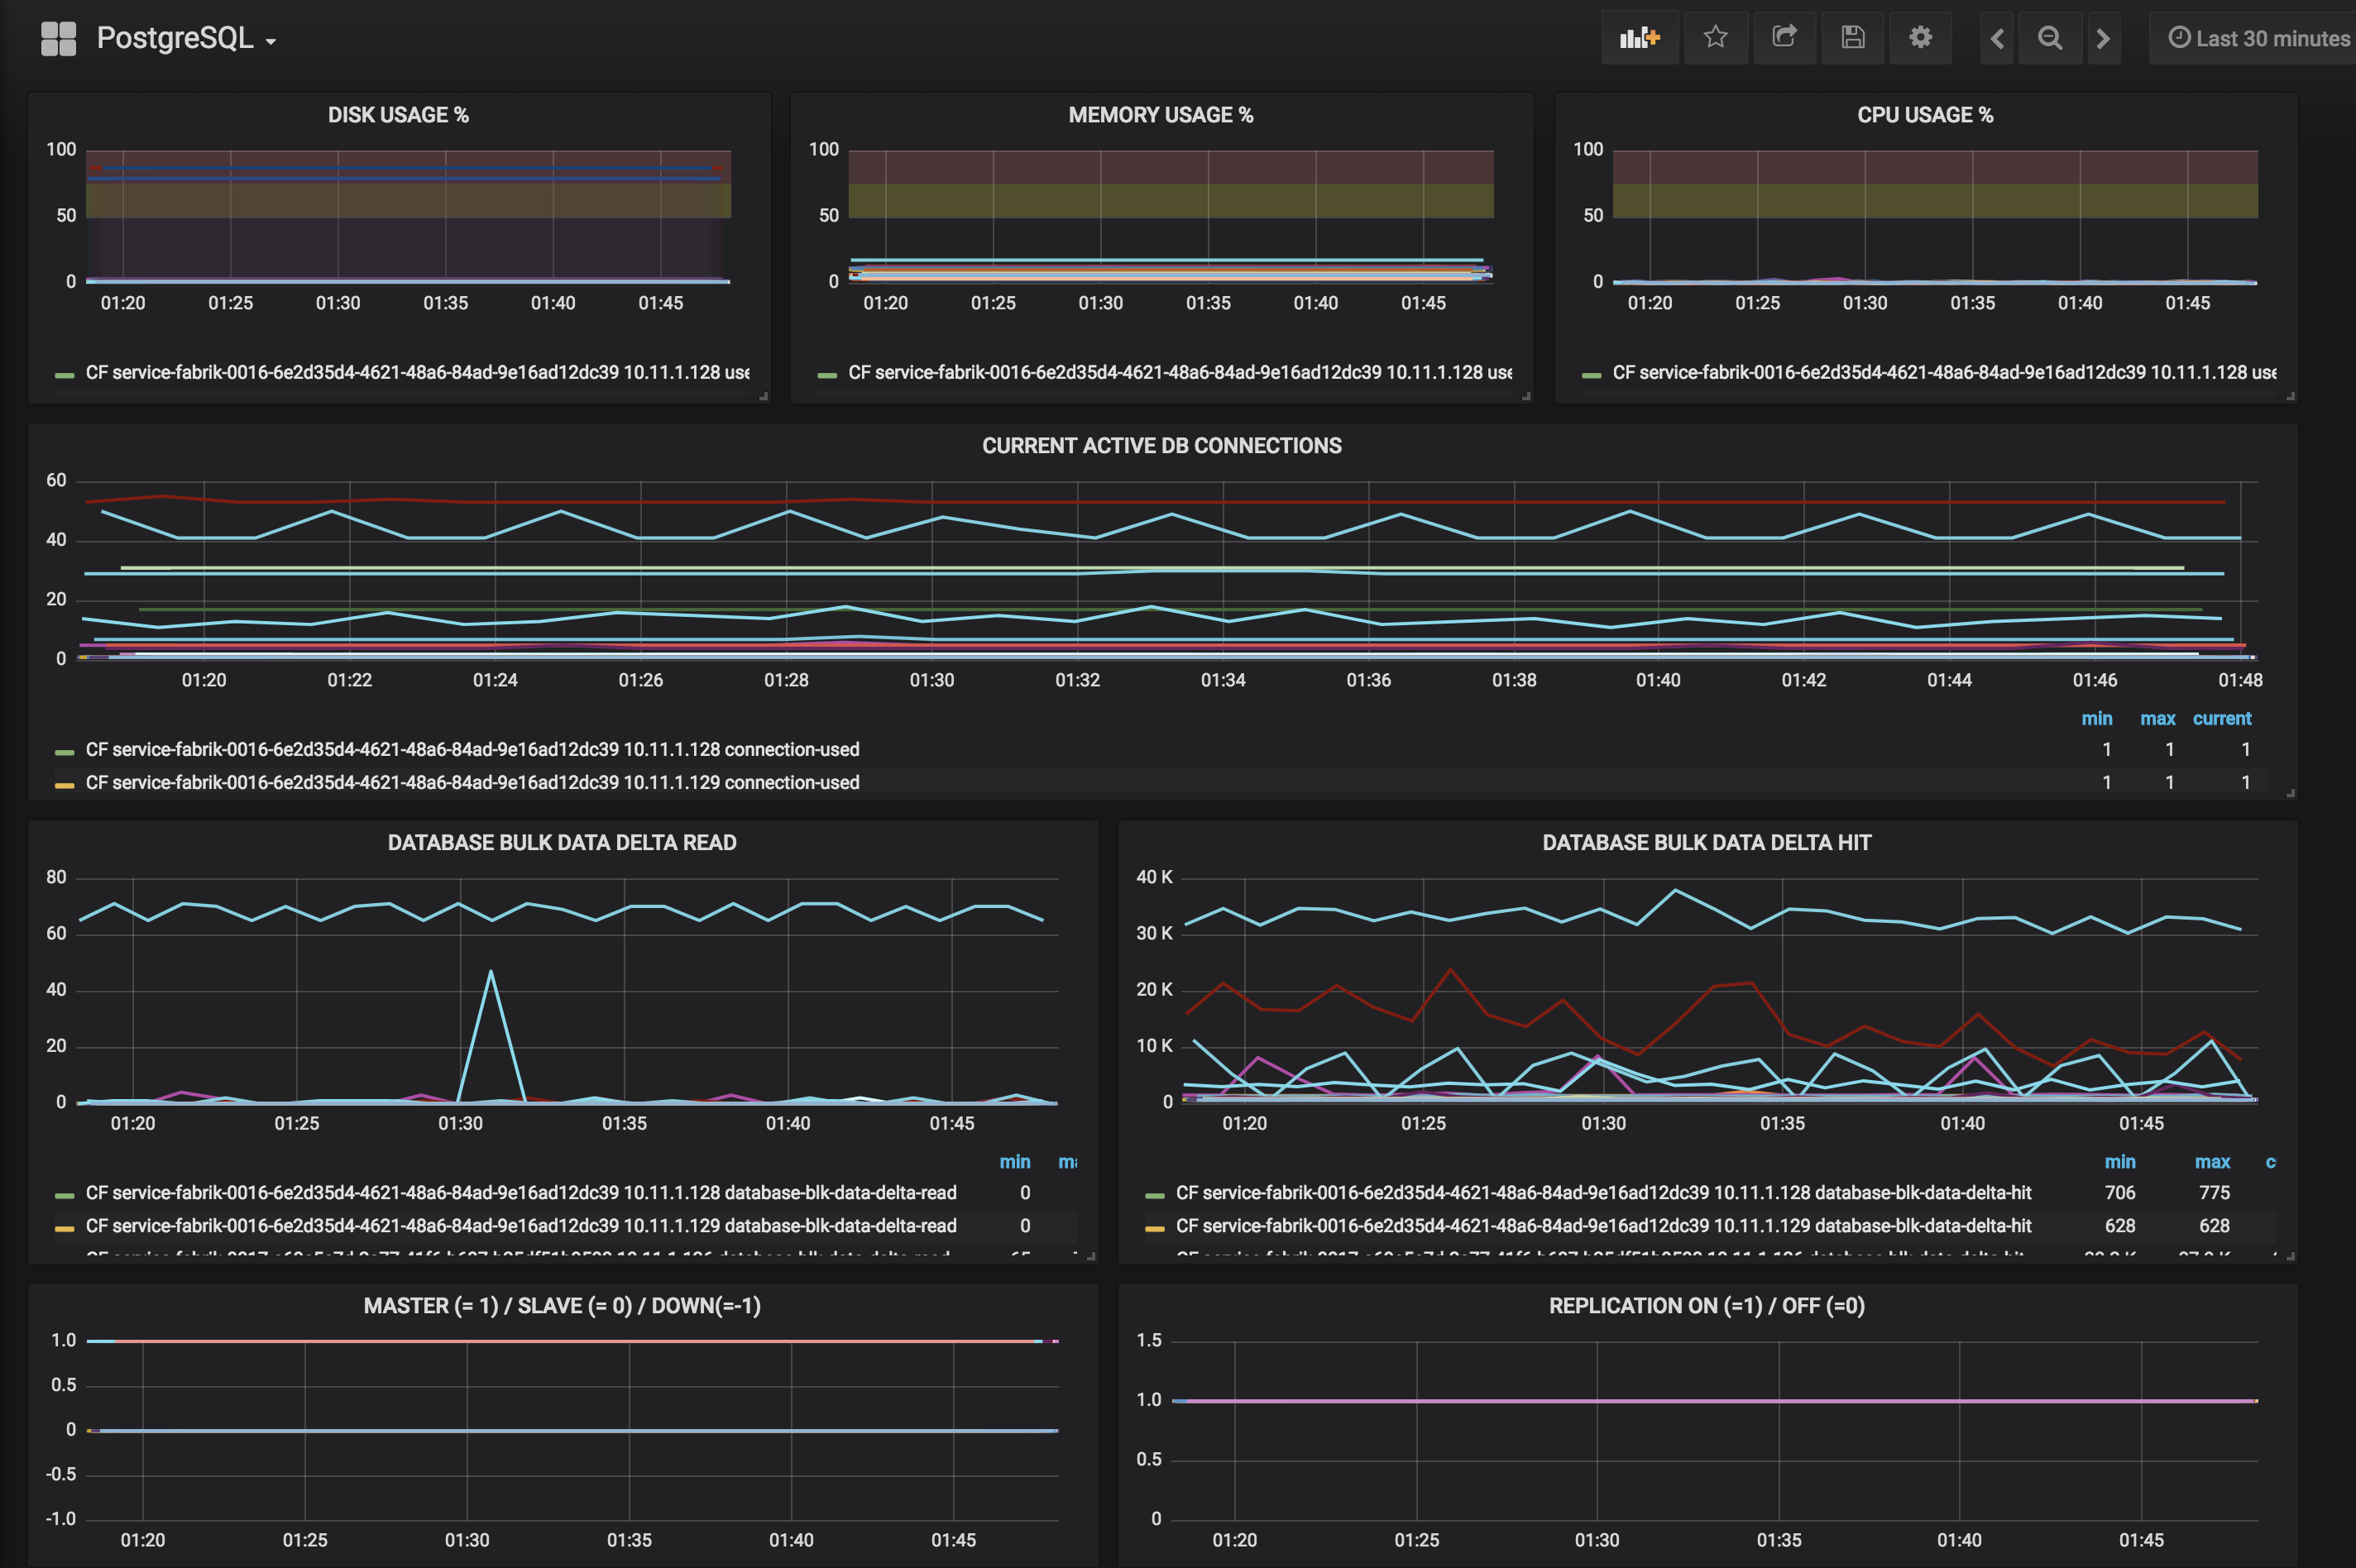 PostgreSQL
Last 30 minutes
DISK USAGE %
100
50
0
01:20 01:25 01:30 01:35 01:40 01:45
CF service-fabrik-0016-6e2d35d4-4621-48a6-84ad-9e16ad12dc39 10.11.1.128 use
MEMORY USAGE %
100
50
0
01:20 01:25 01:30 01:35 01:40 01:45
CF service-fabrik-0016-6e2d35d4-4621-48a6-84ad-9e16ad12dc39 10.11.1.128 use
CPU USAGE %
100
50
0
01:20 01:25 01:30 01:35 01:40 01:45
CF service-fabrik-0016-6e2d35d4-4621-48a6-84ad-9e16ad12dc39 10.11.1.128 use
CURRENT ACTIVE DB CONNECTIONS
60
40
20
0
01:20 01:22 01:24 01:26 01:28 01:30 01:32 01:34 01:36 01:38 01:40 01:42 01:44 01:46 01:48
min max current
CF service-fabrik-0016-6e2d35d4-4621-48a6-84ad-9e16ad12dc39 10.11.1.128 connection-used 1 1 1
CF service-fabrik-0016-6e2d35d4-4621-48a6-84ad-9e16ad12dc39 10.11.1.129 connection-used 1 1 1
DATABASE BULK DATA DELTA READ
80
60
40
20
0
01:20 01:25 01:30 01:35 01:40 01:45
min ma
CF service-fabrik-0016-6e2d35d4-4621-48a6-84ad-9e16ad12dc39 10.11.1.128 database-blk-data-delta-read 0
CF service-fabrik-0016-6e2d35d4-4621-48a6-84ad-9e16ad12dc39 10.11.1.129 database-blk-data-delta-read 0
DATABASE BULK DATA DELTA HIT
40 K
30 K
20 K
10 K
0
01:20 01:25 01:30 01:35 01:40 01:45
min max c
CF service-fabrik-0016-6e2d35d4-4621-48a6-84ad-9e16ad12dc39 10.11.1.128 database-blk-data-delta-hit 706 775
CF service-fabrik-0016-6e2d35d4-4621-48a6-84ad-9e16ad12dc39 10.11.1.129 database-blk-data-delta-hit 628 628
MASTER (= 1) / SLAVE (= 0) / DOWN(=-1)
1.0
0.5
0
-0.5
-1.0
01:20 01:25 01:30 01:35 01:40 01:45
REPLICATION ON (=1) / OFF (=0)
1.5
1.0
0.5
0
01:20 01:25 01:30 01:35 01:40 01:45